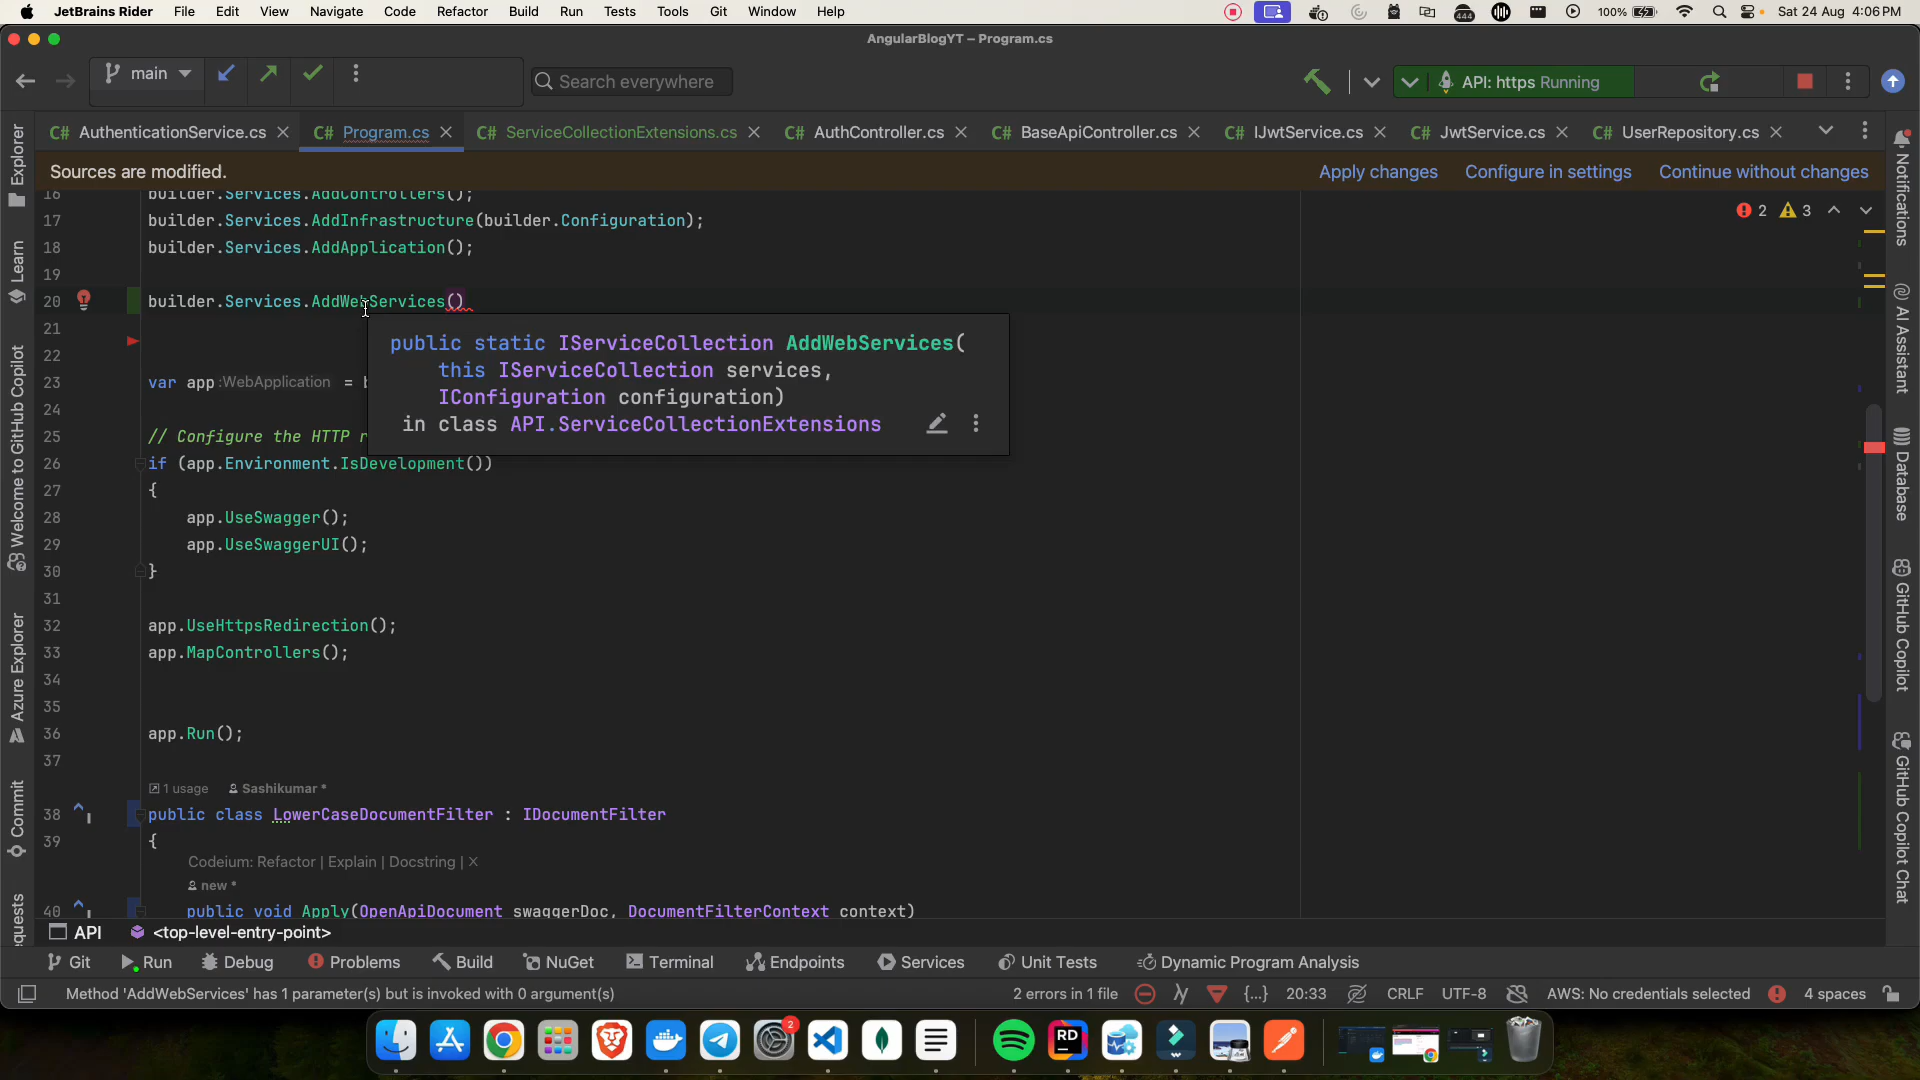 JetBrains Rider File Edit View Navigate Code Refactor Build Run Tests Tools Git Window Help 444 100% Sat 24 Aug 4:06 PM
AngularBlogYT – Program.cs
main Search everywhere API: https Running
C# AuthenticationService.cs C# Program.cs C# ServiceCollectionExtensions.cs C# AuthController.cs C# BaseApiController.cs C# IJwtService.cs C# JwtService.cs C# UserRepository.cs
Sources are modified. Apply changes Configure in settings Continue without changes
16 builder.Services.AddControllers();
2 3
17 builder.Services.AddInfrastructure(builder.Configuration);
18 builder.Services.AddApplication();
19
20 builder.Services.AddWebServices()
21
22
public static IServiceCollection AddWebServices(
this IServiceCollection services,
IConfiguration configuration)
in class API.ServiceCollectionExtensions
23 var app :WebApplication = b
24
25 // Configure the HTTP r
26 if (app.Environment.IsDevelopment())
27 {
28 app.UseSwagger();
29 app.UseSwaggerUI();
30 }
31
32 app.UseHttpsRedirection();
33 app.MapControllers();
34
35
36 app.Run();
37
1 usage Sashikumar *
38 public class LowerCaseDocumentFilter : IDocumentFilter
39 {
Codeium: Refactor | Explain | Docstring | ×
new *
40 public void Apply(OpenApiDocument swaggerDoc, DocumentFilterContext context)
Explorer
Learn
Welcome to GitHub Copilot
Azure Explorer
Commit
quests
Notifications
AI Assistant
Database
GitHub Copilot
GitHub Copilot Chat
API <top-level-entry-point>
Git Run Debug Problems Build NuGet Terminal Endpoints Services Unit Tests Dynamic Program Analysis
Method 'AddWebServices' has 1 parameter(s) but is invoked with 0 argument(s) 2 errors in 1 file {...} 20:33 CRLF UTF-8 AWS: No credentials selected 4 spaces
2
RD